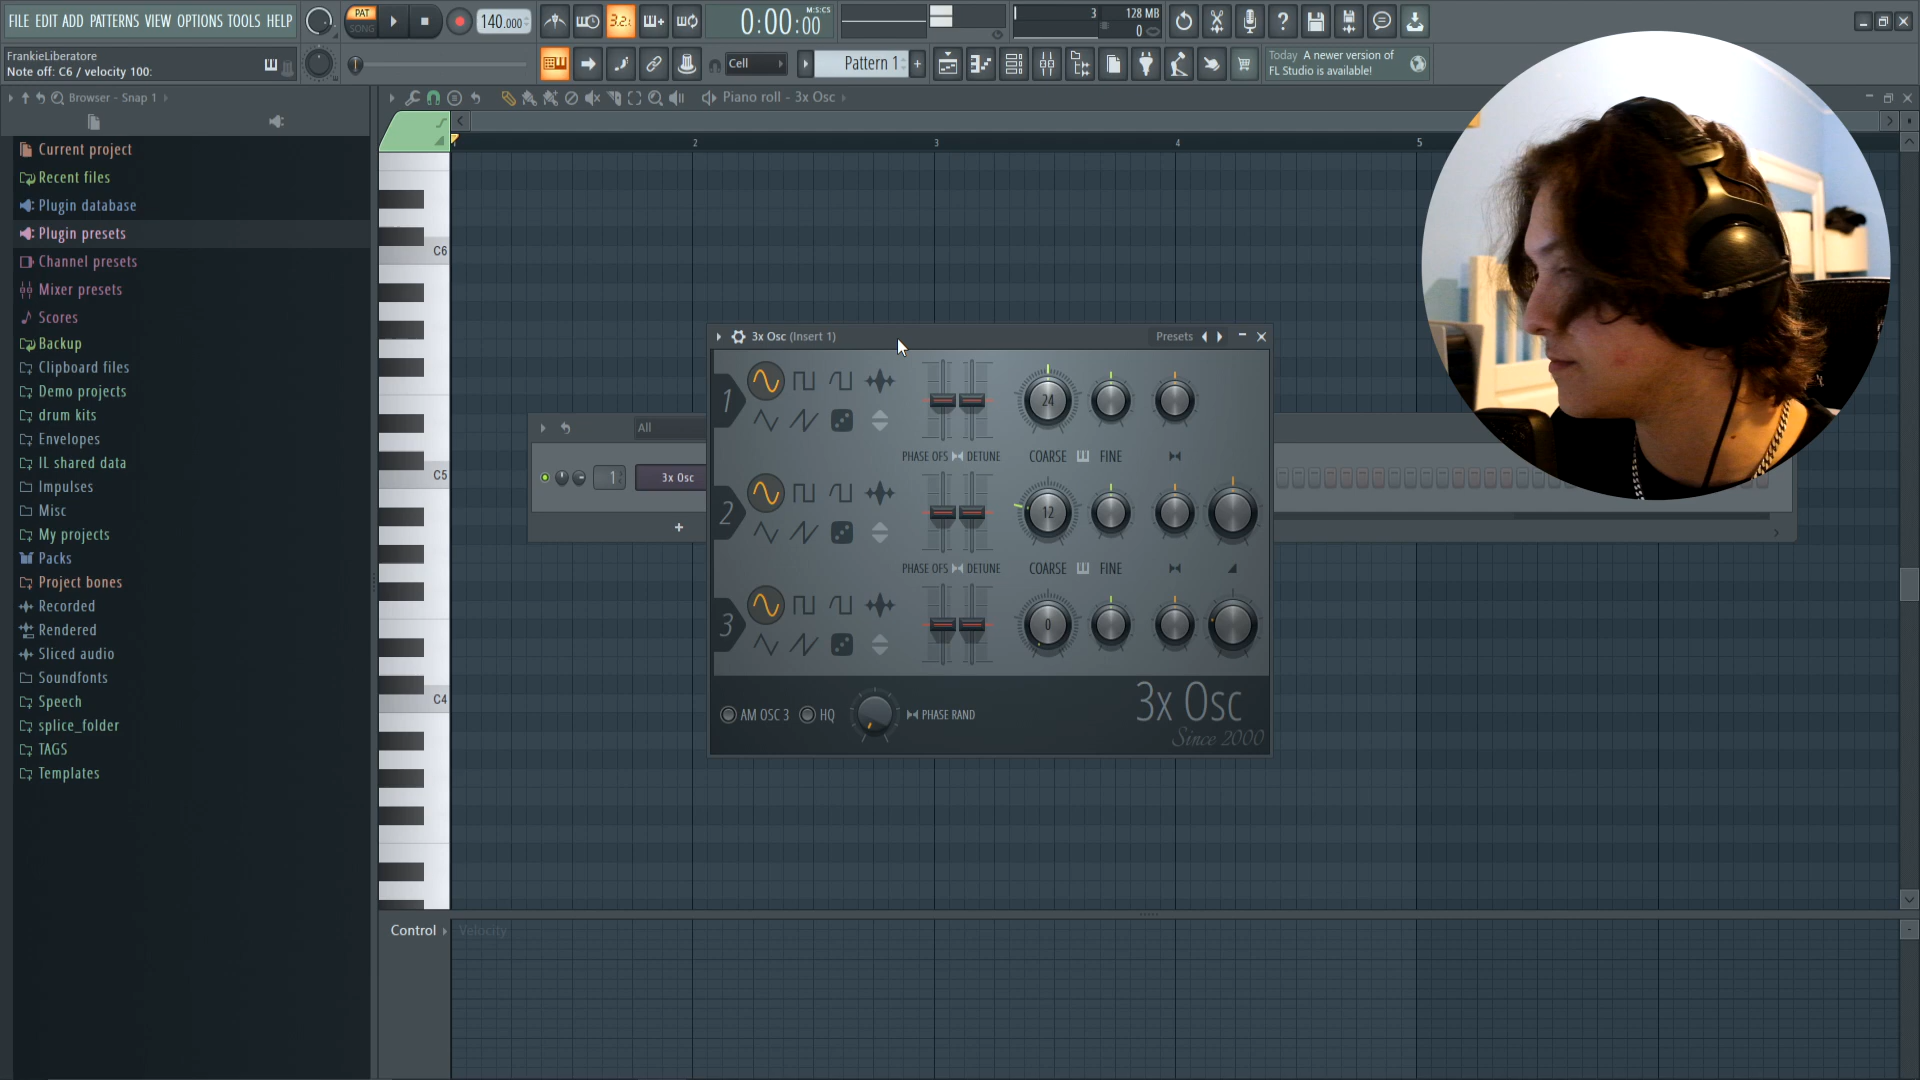 FILE EDIT ADD PATTERNS VIEW OPTIONS TOOLS HELP
PAT
SONG
140.000
3.2.
0:00:00
M:S:CS
3
128 MB
0
FrankieLiberatore
Note off: C6 / velocity 100:
Cell
Pattern 1
+
Today A newer version of
FL Studio is available!
Browser - Snap 1
Piano roll - 3x Osc
2
3
4
5
Current project
Recent files
Plugin database
Plugin presets
Channel presets
Mixer presets
Scores
Backup
Clipboard files
Demo projects
drum kits
Envelopes
IL shared data
Impulses
Misc
My projects
Packs
Project bones
Recorded
Rendered
Sliced audio
Soundfonts
Speech
splice_folder
TAGS
Templates
C6
C5
C4
All
1
3x Osc
+
3x Osc (Insert 1)
Presets
1
24
PHASE OFS DETUNE COARSE FINE
2
12
PHASE OFS DETUNE COARSE FINE
3
0
AM OSC 3 HQ PHASE RAND
3x Osc
Since 2000
Control
Velocity